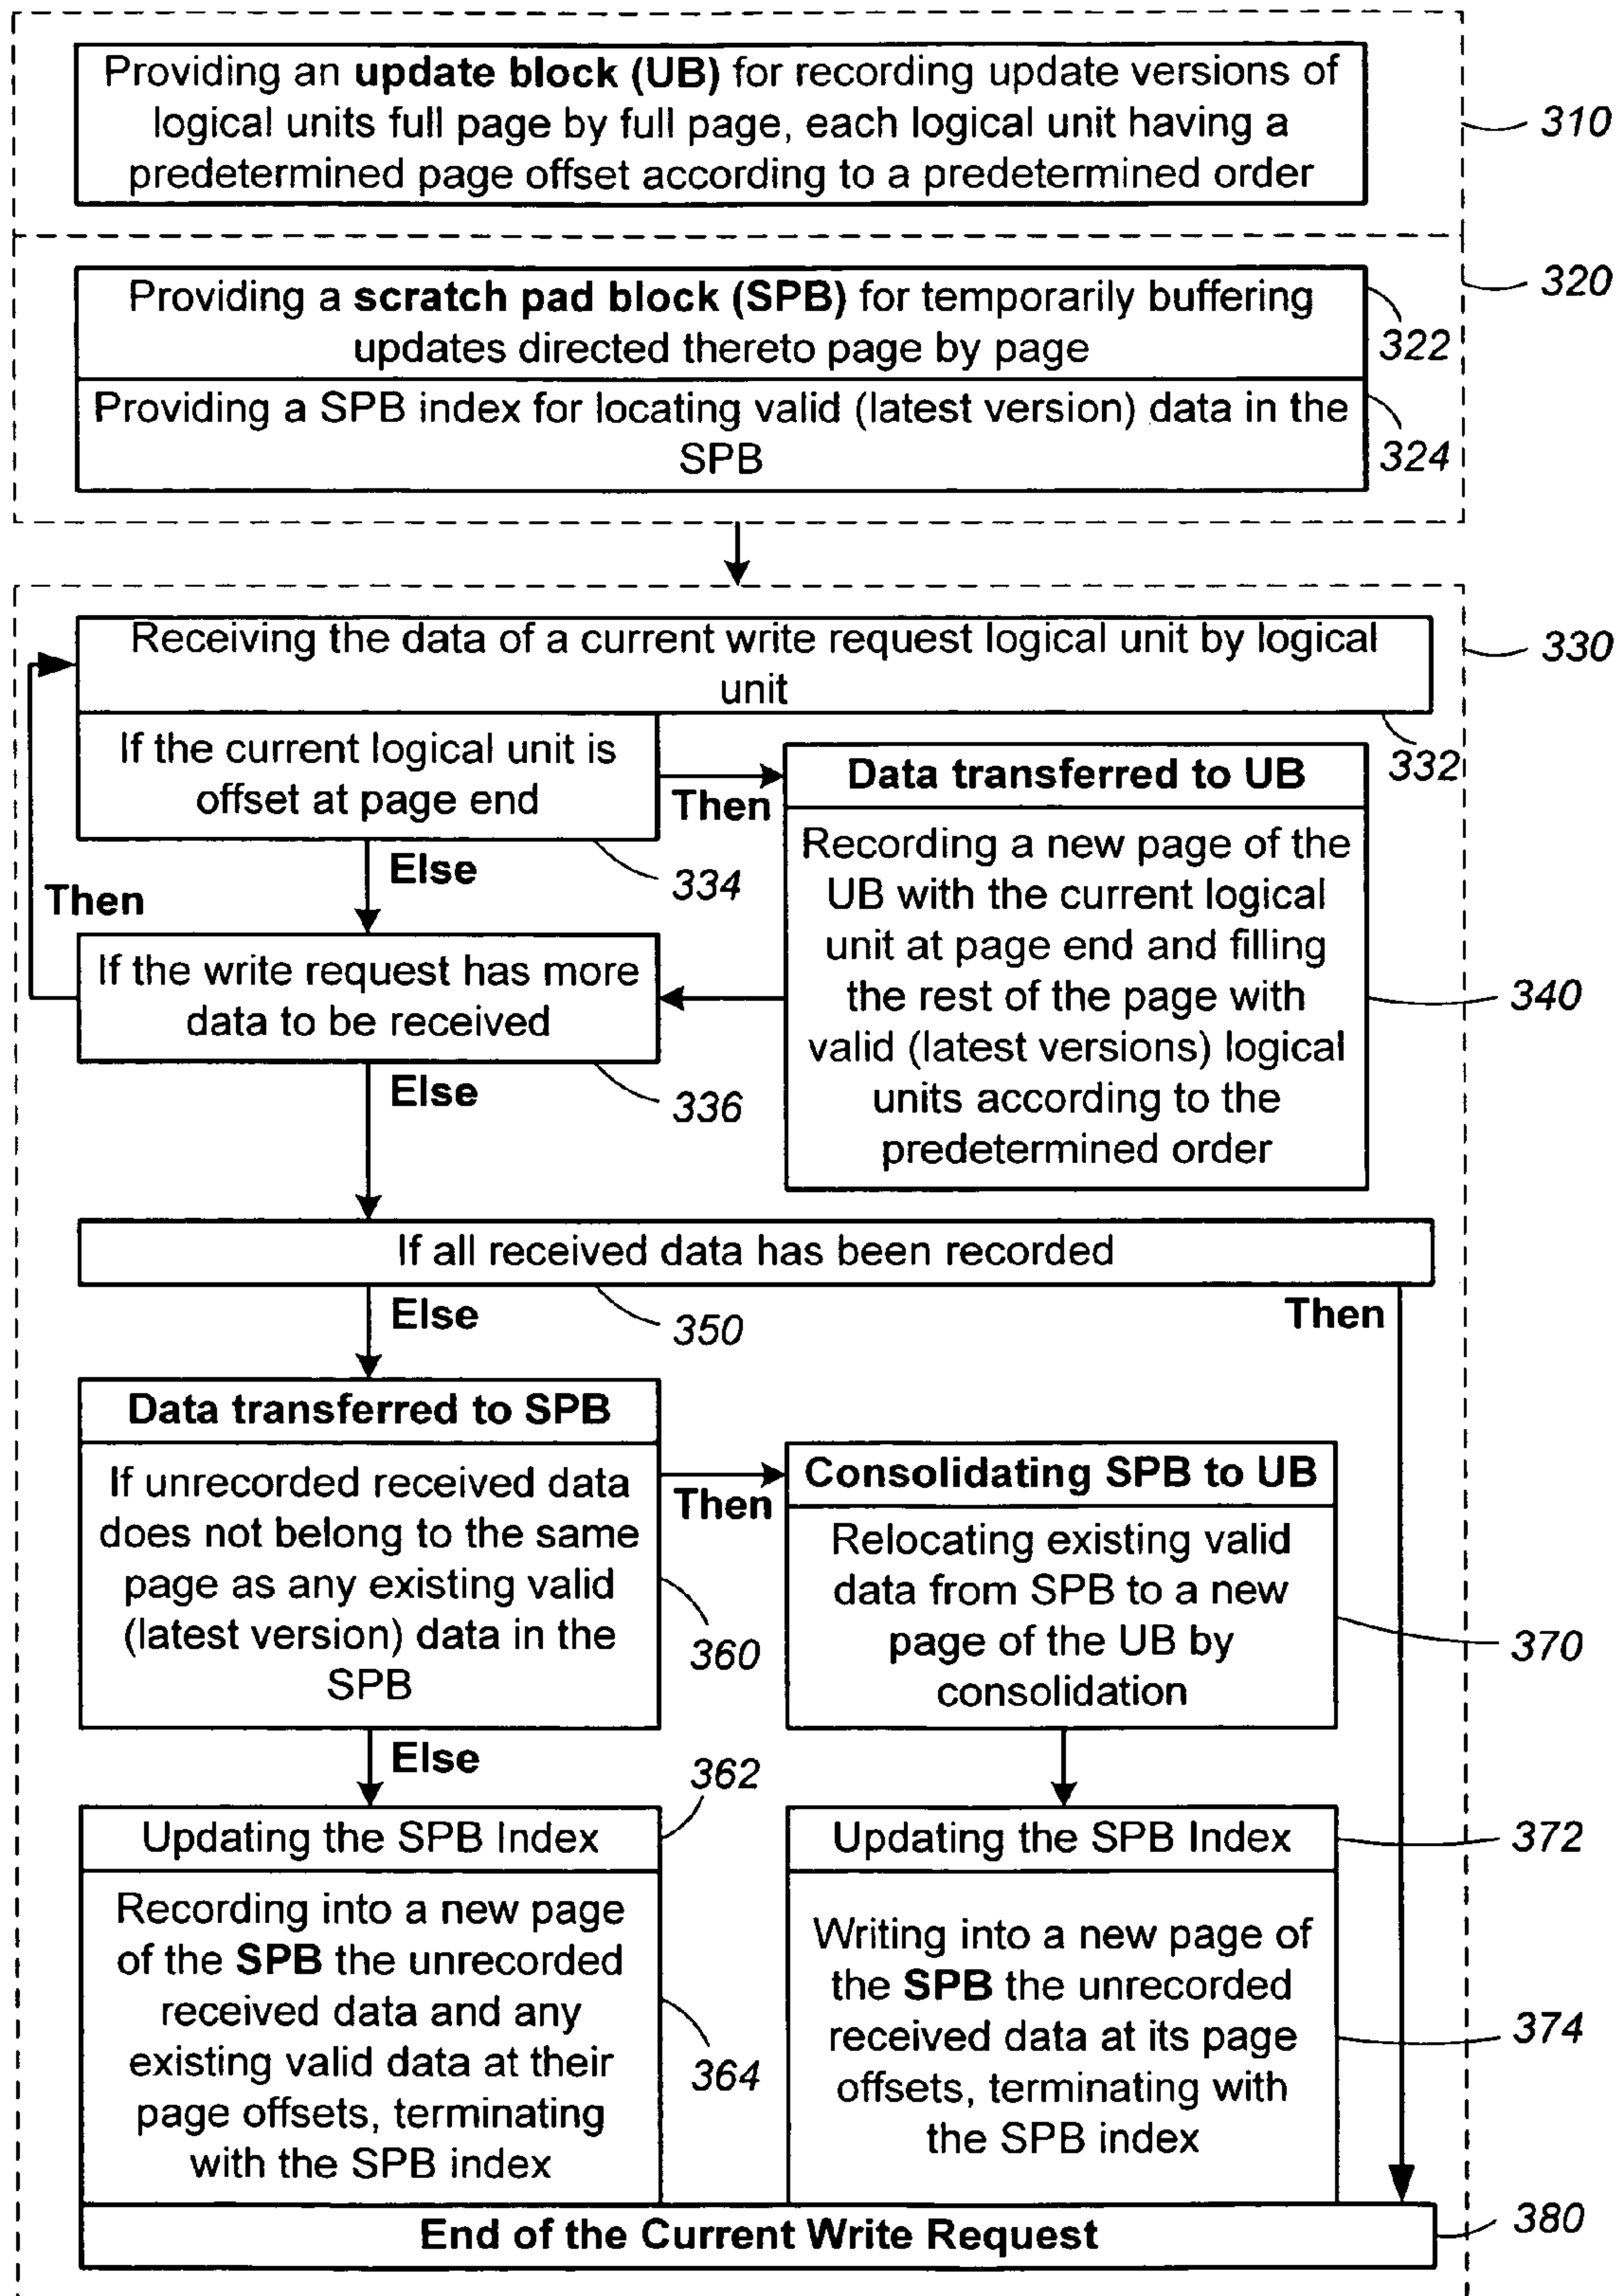 Providing an update block (UB) for recording update versions of
logical units full page by full page, each logical unit having a
predetermined page offset according to a predetermined order
310
320
Providing a scratch pad block (SPB) for temporarily buffering
updates directed thereto page by page
322
Providing a SPB index for locating valid (latest version) data in the
SPB
324
Receiving the data of a current write request logical unit by logical
unit
330
332
If the current logical unit is
offset at page end
Then
Else
334
Data transferred to UB
Recording a new page of the
UB with the current logical
unit at page end and filling
the rest of the page with
valid (latest versions) logical
units according to the
predetermined order
340
Then
If the write request has more
data to be received
Else
336
If all received data has been recorded
Else
350
Then
Data transferred to SPB
If unrecorded received data
does not belong to the same
page as any existing valid
(latest version) data in the
SPB
Then
360
Consolidating SPB to UB
Relocating existing valid
data from SPB to a new
page of the UB by
consolidation
370
Else
362
Updating the SPB Index
Recording into a new page
of the SPB the unrecorded
received data and any
existing valid data at their
page offsets, terminating
with the SPB index
364
Updating the SPB Index
372
Writing into a new page of
the SPB the unrecorded
received data at its page
offsets, terminating with
the SPB index
374
End of the Current Write Request
380